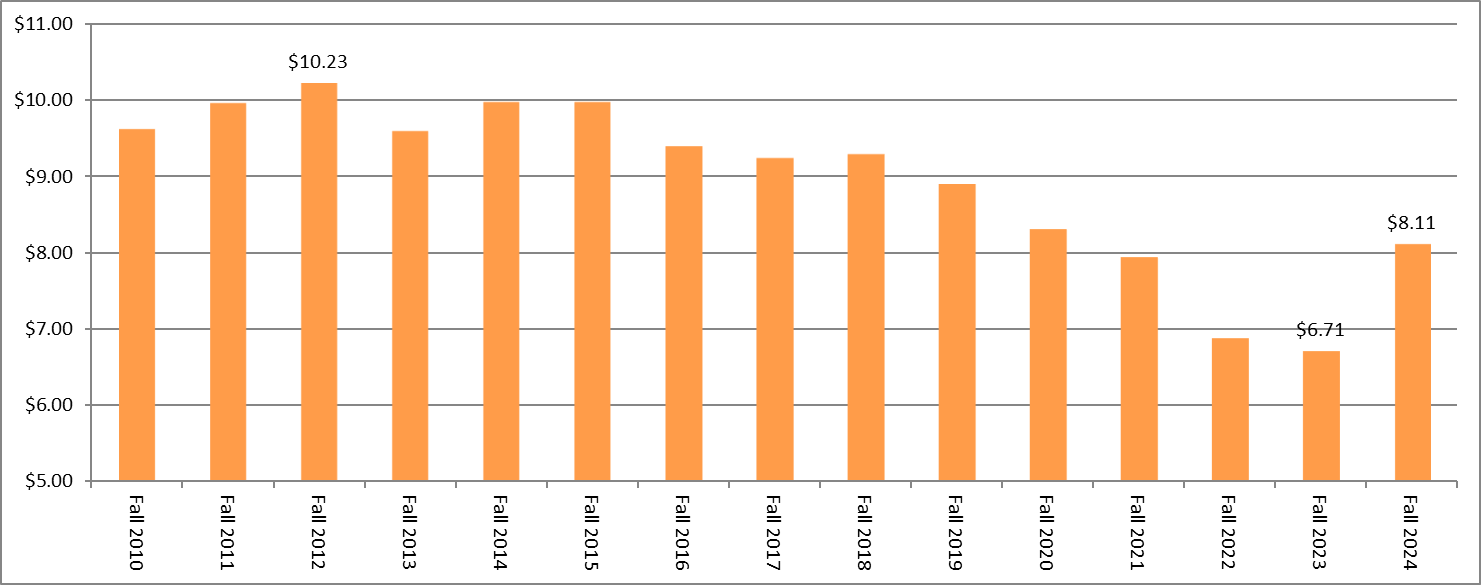 $11.00
$10.00
$9.00
$8.00
$7.00
$6.00
$5.00
$10.23
$6.71
$8.11
Fall 2010
Fall 2011
Fall 2012
Fall 2013
Fall 2014
Fall 2015
Fall 2016
Fall 2017
Fall 2018
Fall 2019
Fall 2020
Fall 2021
Fall 2022
Fall 2023
Fall 2024